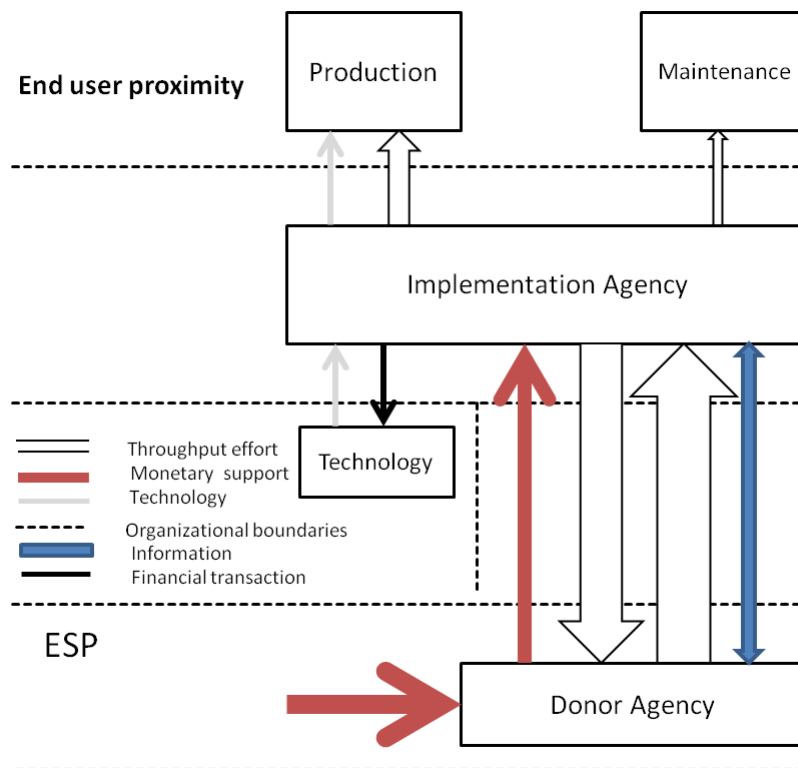 Production
Maintenance
End user proximity
Implementation Agency
Technology
Throughput effort
Monetary support
Technology
Organizational boundaries
Information
Financial transaction
ESP
Donor Agency